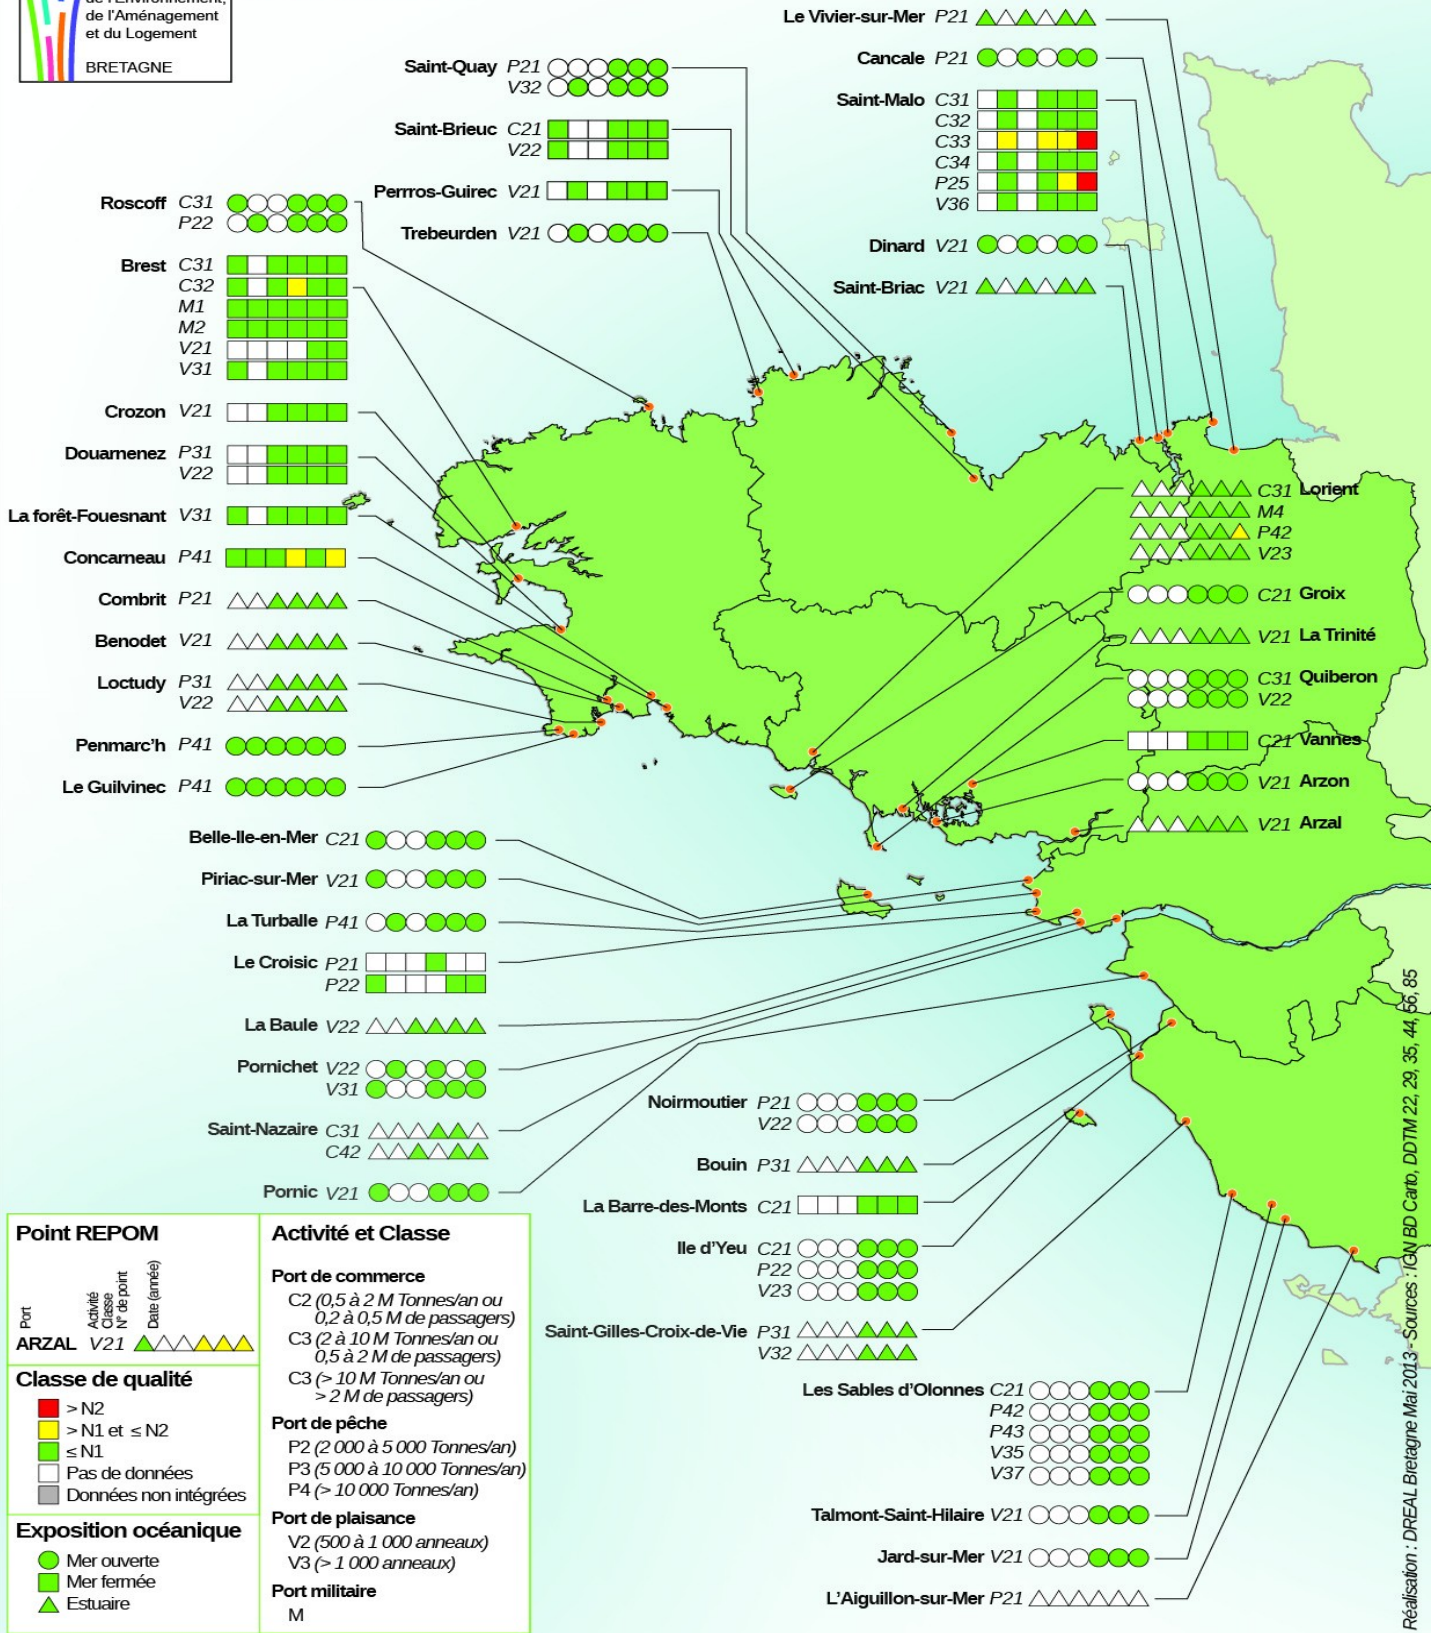 de l'Environnement,
de l'Aménagement
et du Logement
BRETAGNE
Saint-Quay P21
V32
Saint-Brieuc C21
V22
Perrros-Guirec V21
Trebeurden V21
Le Vivier-sur-Mer P21
Cancale P21
Saint-Malo C31
C32
C33
C34
P25
V36
Dinard V21
Saint-Briac V21
Roscoff C31
P22
Brest C31
C32
M1
M2
V21
V31
Crozon V21
Douarnenez P31
V22
La forêt-Fouesnant V31
Concarneau P41
Combrit P21
Benodet V21
Loctudy P31
V22
Penmarc'h P41
Le Guilvinec P41
C31 Lorient
M4
P42
V23
C21 Groix
V21 La Trinité
C31 Quiberon
V22
C21 Vannes
V21 Arzon
V21 Arzal
Belle-Ile-en-Mer C21
Piriac-sur-Mer V21
La Turballe P41
Le Croisic P21
P22
La Baule V22
Pornichet V22
V31
Saint-Nazaire C31
C42
Pornic V21
Noirmoutier P21
V22
Bouin P31
La Barre-des-Monts C21
Ile d'Yeu C21
P22
V23
Saint-Gilles-Croix-de-Vie P31
V32
Les Sables d'Olonnes C21
P42
P43
V35
V37
Talmont-Saint-Hilaire V21
Jard-sur-Mer V21
L'Aiguillon-sur-Mer P21
Point REPOM
Port
Activité
Classe
N° de point
Date (année)
ARZAL V21
Classe de qualité
> N2
> N1 et ≤ N2
≤ N1
Pas de données
Données non intégrées
Exposition océanique
Mer ouverte
Mer fermée
Estuaire
Activité et Classe
Port de commerce
C2 (0,5 à 2 M Tonnes/an ou
0,2 à 0,5 M de passagers)
C3 (2 à 10 M Tonnes/an ou
0,5 à 2 M de passagers)
C3 (> 10 M Tonnes/an ou
> 2 M de passagers)
Port de pêche
P2 (2 000 à 5 000 Tonnes/an)
P3 (5 000 à 10 000 Tonnes/an)
P4 (> 10 000 Tonnes/an)
Port de plaisance
V2 (500 à 1 000 anneaux)
V3 (> 1 000 anneaux)
Port militaire
M
Réalisation : DREAL Bretagne Mai 2013 - Sources : IGN BD Carto, DDTM 22, 29, 35, 44, 56, 85